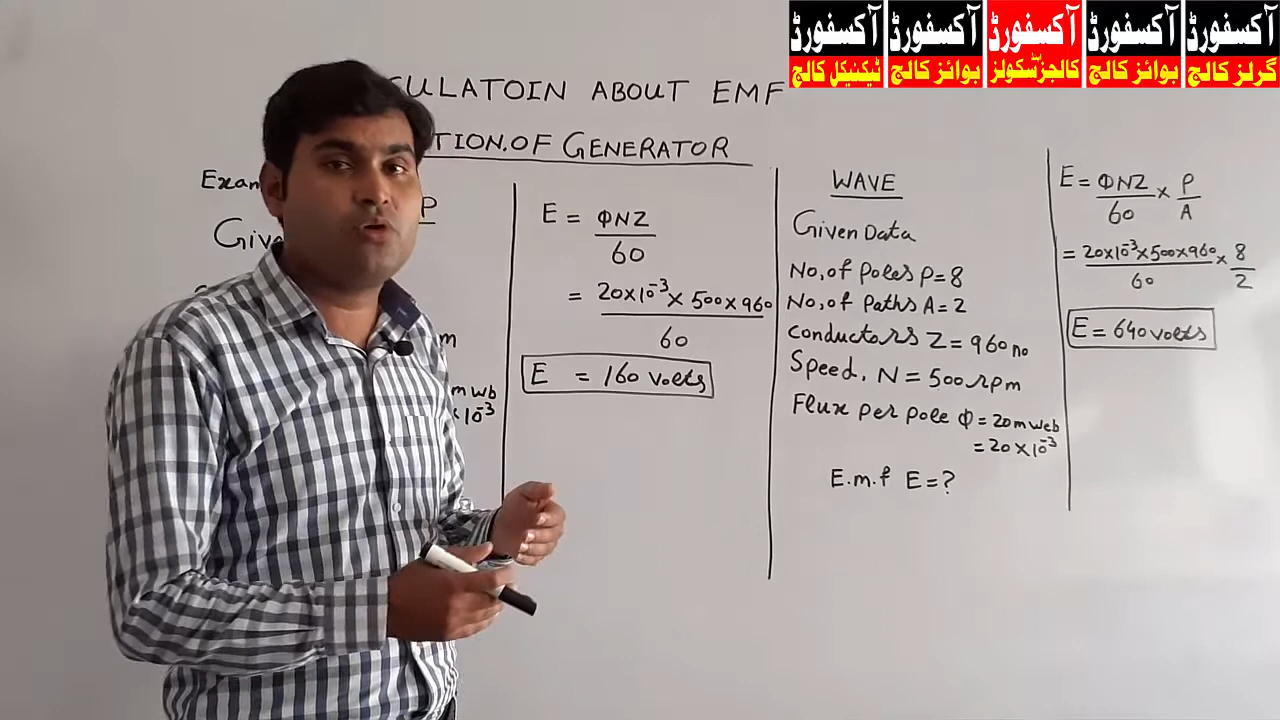 آکسفورڈ
ٹیکنیکل کالج
آکسفورڈ
بوائز کالج
آکسفورڈ
کالجز سکولز
آکسفورڈ
بوائز کالج
آکسفورڈ
گرلز کالج
CULATOIN ABOUT EMF
TION.OF GENERATOR
Exam
P
Give
m
mwb
×10⁻³
E = ΦNZ
60
= 20×10⁻³ × 500 × 960
60
E = 160 volts
WAVE
Given Data
No, of Poles P=8
No, of Paths A=2
conductors Z = 960 no
Speed, N = 500 rpm
Flux per pole Φ = 20m web
= 20×10⁻³
E.m.f E=?
E = ΦNZ × P
60 A
= 20×10⁻³×500×960 × 8
60 2
E = 640 volts